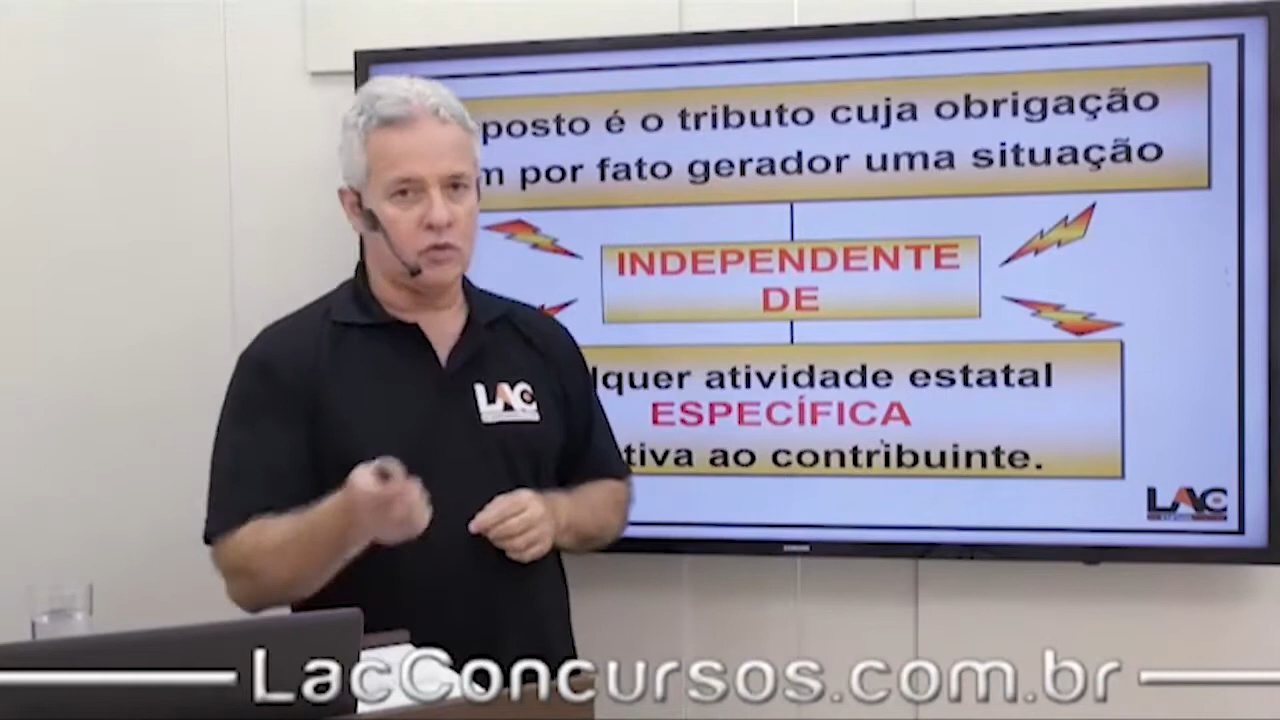 posto é o tributo cuja obrigação
m por fato gerador uma situação
INDEPENDENTE
DE
lquer atividade estatal
ESPECÍFICA
tiva ao contribuinte.
LAC
LAC
LacConcursos.com.br